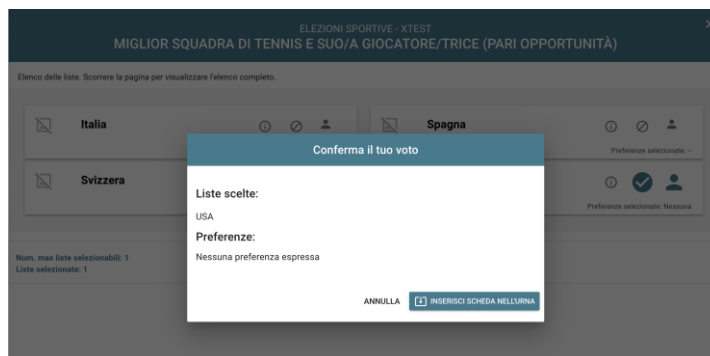 ELEZIONI SPORTIVE - XTEST
MIGLIOR SQUADRA DI TENNIS E SUO/A GIOCATORE/TRICE (PARI OPPORTUNITÀ)
Elenco delle liste. Scorrere la pagina per visualizzare l'elenco completo.
Italia
Spagna
Preferenze selezionate: --
Conferma il tuo voto
Svizzera
Preferenze selezionate: Nessuna
Liste scelte:
USA
Preferenze:
Nessuna preferenza espressa
Num. max liste selezionabili: 1
Liste selezionate: 1
ANNULLA
INSERISCI SCHEDA NELL'URNA